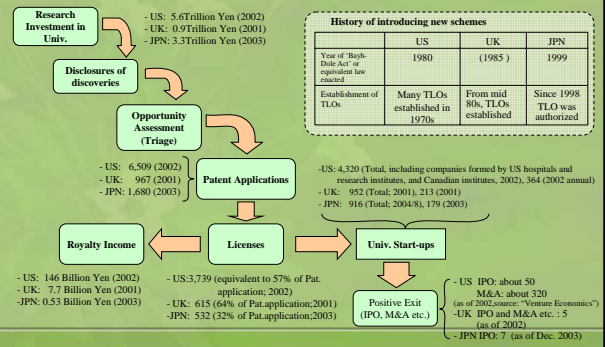 Research
Investment in
Univ.
- US: 5.6Trillion Yen (2002)
- UK: 0.9Trillion Yen (2001)
- JPN: 3.3Trillion Yen (2003)
History of introducing new schemes
US UK JPN
Year of ‘Bayh-
Dole Act’ or
equivalent law
enacted
1980 (1985 ) 1999
Establishment of
TLOs
Many TLOs
established in
1970s
From mid
80s, TLOs
established
Since 1998
TLO was
authorized
Disclosures of
discoveries
Opportunity
Assessment
(Triage)
- US: 6,509 (2002)
- UK: 967 (2001)
- JPN: 1,680 (2003)
Patent Applications
-US: 4,320 (Total, including companies formed by US hospitals and
research institutes, and Canadian institutes, 2002), 364 (2002 annual)
- UK: 952 (Total; 2001), 213 (2001)
- JPN: 916 (Total; 2004/8), 179 (2003)
Royalty Income
Licenses
Univ. Start-ups
- US: 146 Billion Yen (2002)
- UK: 7.7 Billion Yen (2001)
- JPN: 0.53 Billion Yen (2003)
- US:3,739 (equivalent to 57% of Pat.
application; 2002)
- UK: 615 (64% of Pat.application;2001)
-JPN: 532 (32% of Pat.application;2003)
Positive Exit
(IPO, M&A etc.)
- US IPO: about 50
M&A: about 320
(as of 2002,source: “Venture Economics”)
-UK IPO and M&A etc. : 5
(as of 2002)
- JPN IPO: 7 (as of Dec. 2003)